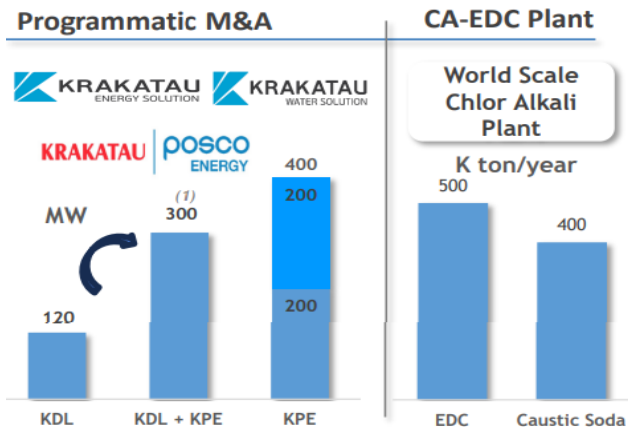 Programmatic M&A
KRAKATAU
ENERGY SOLUTION
KRAKATAU
WATER SOLUTION
KRAKATAU
posco
ENERGY
MW
120
(1)
300
400
200
200
KDL
KDL + KPE
KPE
CA-EDC Plant
World Scale
Chlor Alkali
Plant
K ton/year
500
400
EDC
Caustic Soda